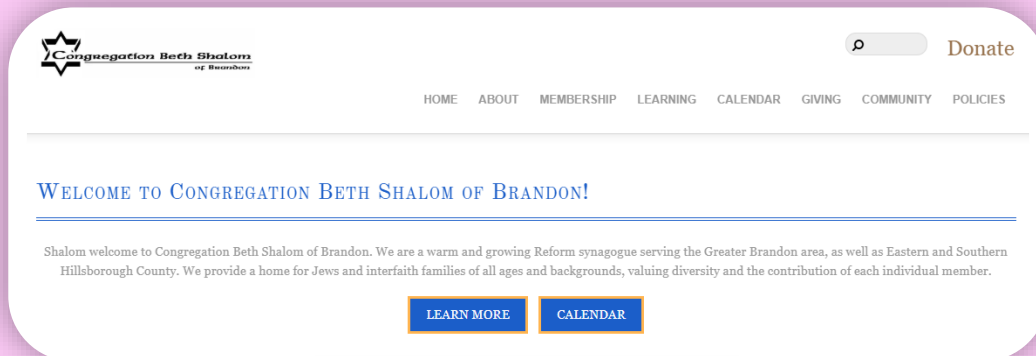 Congregation Beth Shalom
of Brandon
Donate
HOME ABOUT MEMBERSHIP LEARNING CALENDAR GIVING COMMUNITY POLICIES
WELCOME TO CONGREGATION BETH SHALOM OF BRANDON!
Shalom welcome to Congregation Beth Shalom of Brandon. We are a warm and growing Reform synagogue serving the Greater Brandon area, as well as Eastern and Southern
Hillsborough County. We provide a home for Jews and interfaith families of all ages and backgrounds, valuing diversity and the contribution of each individual member.
LEARN MORE CALENDAR